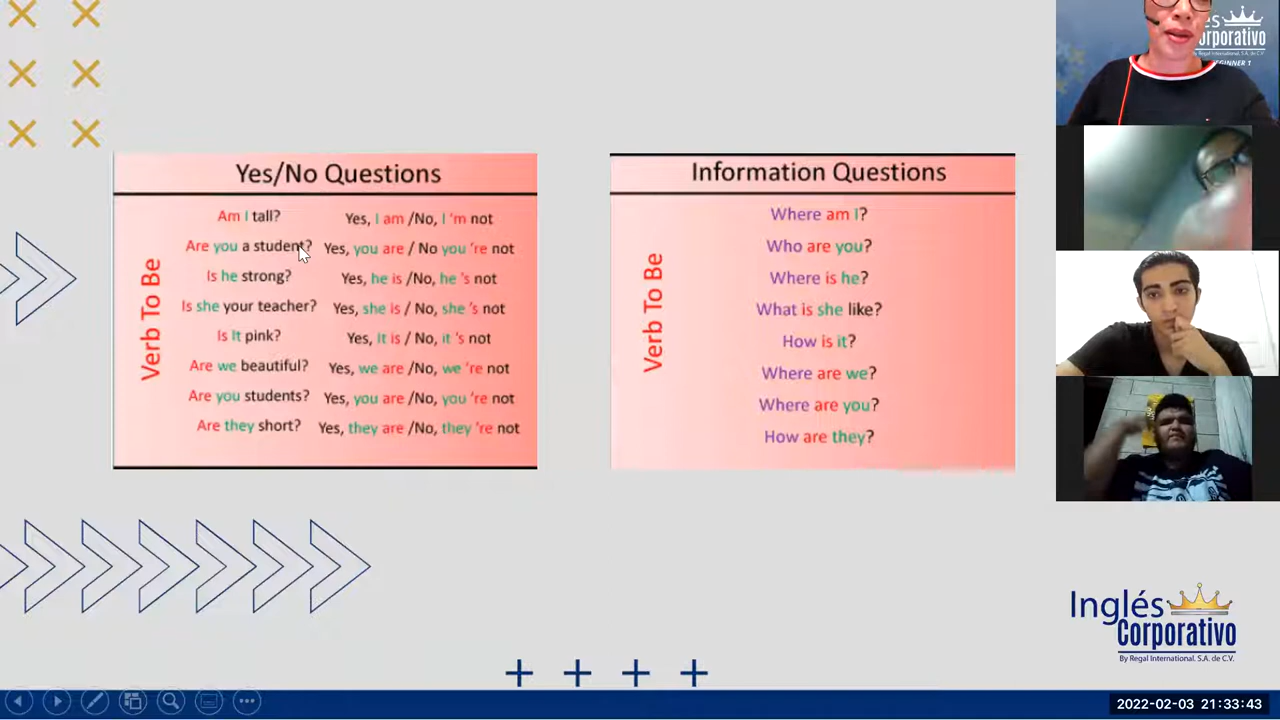 Yes/No Questions
Verb To Be
Am I tall? Yes, I am /No, I 'm not
Are you a student? Yes, you are / No you 're not
Is he strong? Yes, he is /No, he 's not
Is she your teacher? Yes, she is / No, she 's not
Is It pink? Yes, it is / No, it 's not
Are we beautiful? Yes, we are /No, we 're not
Are you students? Yes, you are /No, you 're not
Are they short? Yes, they are /No, they 're not
Information Questions
Verb To Be
Where am I?
Who are you?
Where is he?
What is she like?
How is it?
Where are we?
Where are you?
How are they?
Corporativo
By Regal International, S.A. de C.V.
Inglés
Corporativo
By Regal International. S.A. de C.V.
2022-02-03 21:33:43